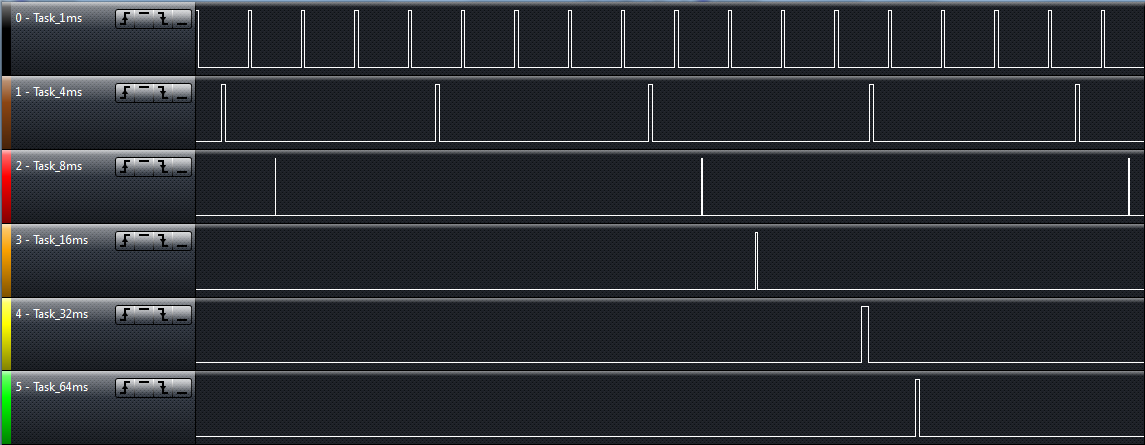 0 - Task_1ms
1 - Task_4ms
2 - Task_8ms
3 - Task_16ms
4 - Task_32ms
5 - Task_64ms